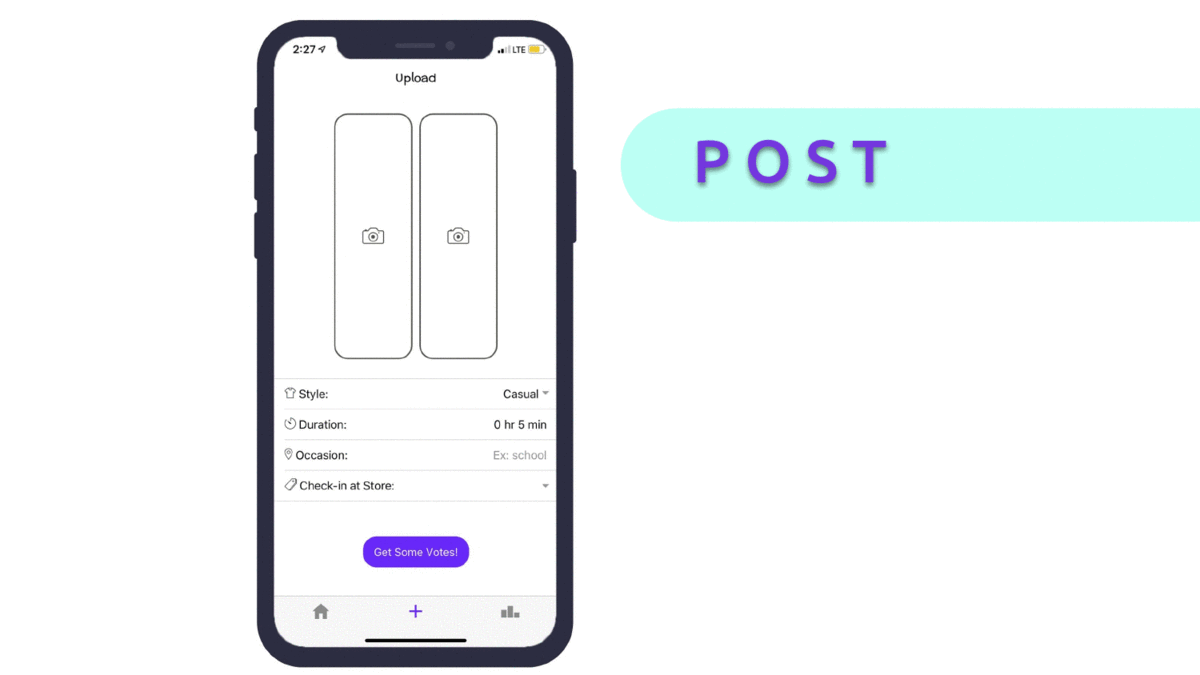 2:27
LTE
Upload
POST
Style: Casual
Duration: 0 hr 5 min
Occasion: Ex: school
Check-in at Store:
Get Some Votes!